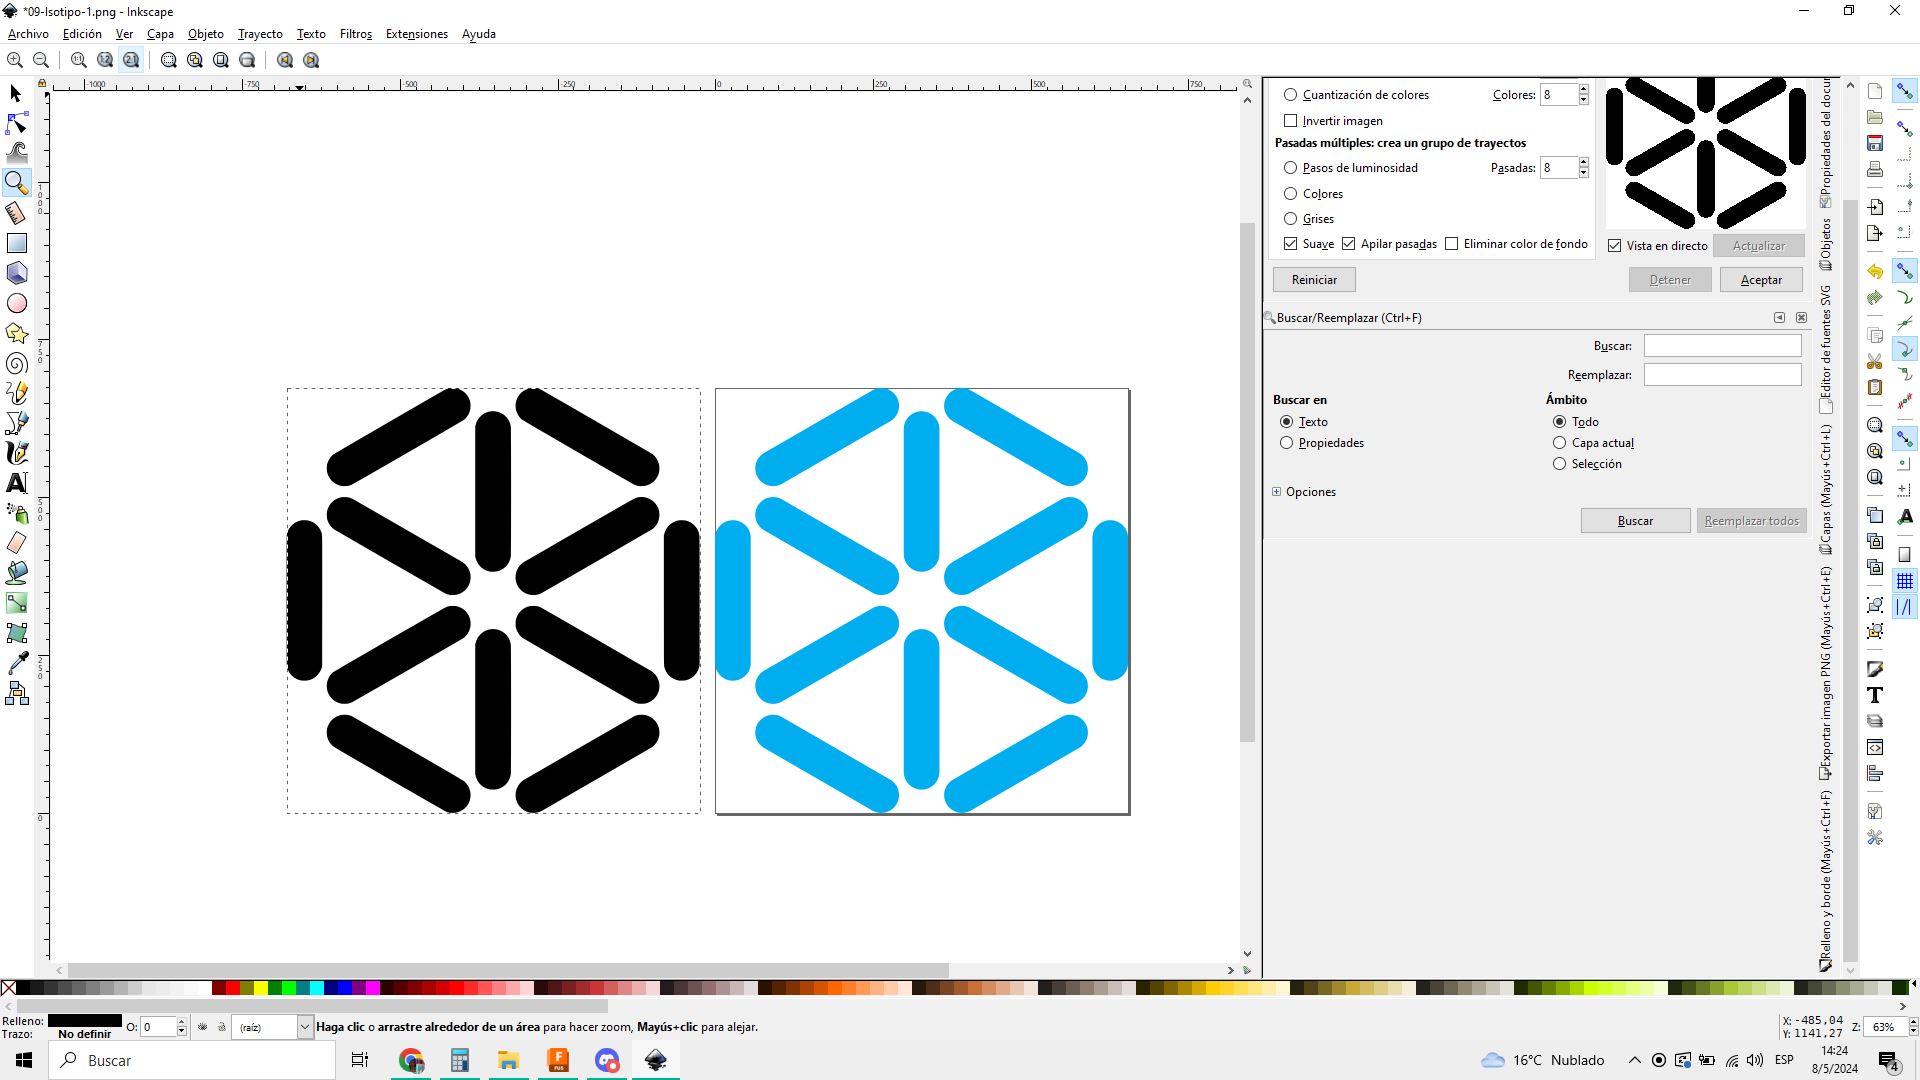 *09-Isotipo-1.png - Inkscape
Archivo Edición Ver Capa Objeto Trayecto Texto Filtros Extensiones Ayuda
-1000 -750 -500 -250 0 250 500 750
1000
750
500
250
0
Cuantización de colores Colores: 8
Invertir imagen
Pasadas múltiples: crea un grupo de trayectos
Pasos de luminosidad Pasadas: 8
Colores
Grises
Suave Apilar pasadas Eliminar color de fondo
Vista en directo Actualizar
Reiniciar Detener Aceptar
Buscar/Reemplazar (Ctrl+F)
Buscar:
Reemplazar:
Buscar en Ámbito
Texto Todo
Propiedades Capa actual
Selección
Opciones
Buscar Reemplazar todos
Propiedades del docum
Objetos
Editor de fuentes SVG
Capas (Mayús+Ctrl+L)
Exportar imagen PNG (Mayús+Ctrl+E)
Relleno y borde (Mayús+Ctrl+F)
Relleno: O: 0 (raíz) Haga clic o arrastre alrededor de un área para hacer zoom, Mayús+clic para alejar.
Trazo: No definir
X: -485,04
Y: 1141,27
Z: 63%
Buscar
16°C Nublado
ESP
14:24
8/5/2024
4